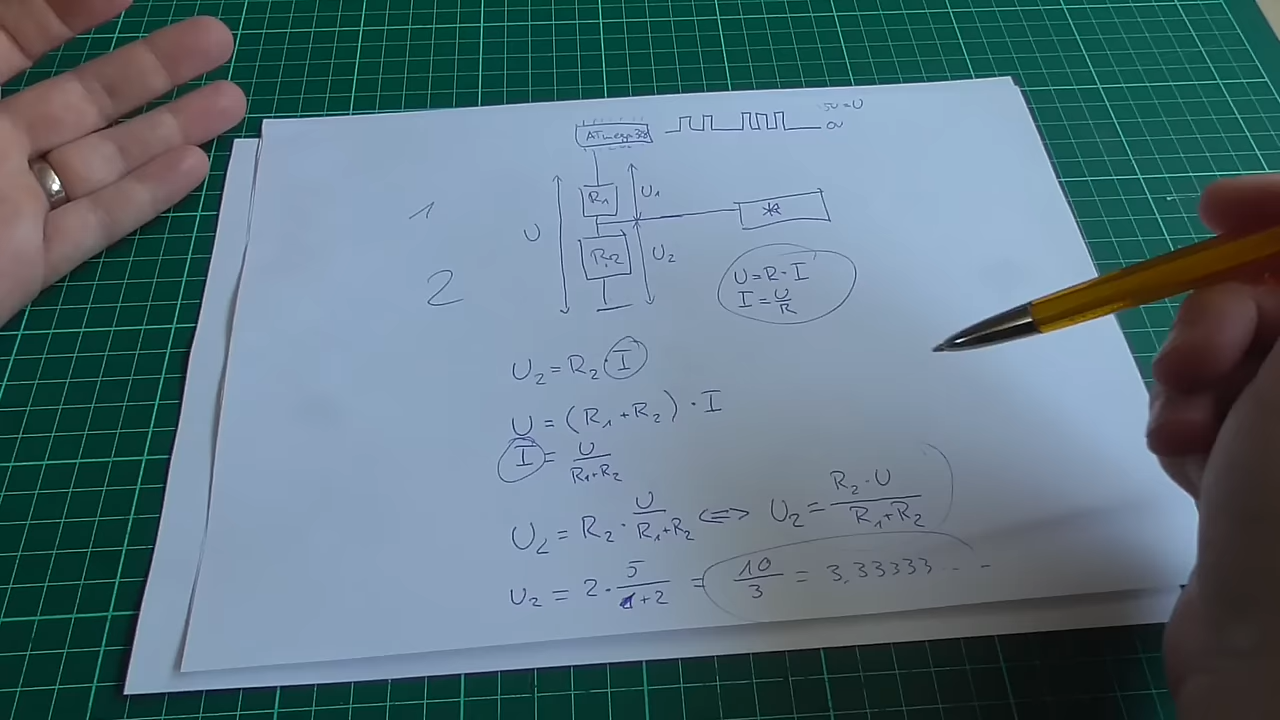 5V=U
0V
ATmega328
R₁
U₁
1
U
R2
U₂
2
U=R·I
I=U/R
U₂=R₂·I
U=(R₁+R₂)·I
I=U/R₁+R₂
U₂=R₂·U/R₁+R₂ <=> U₂=R₂·U/R₁+R₂
U₂=2·5/1+2=10/3=3,33333...